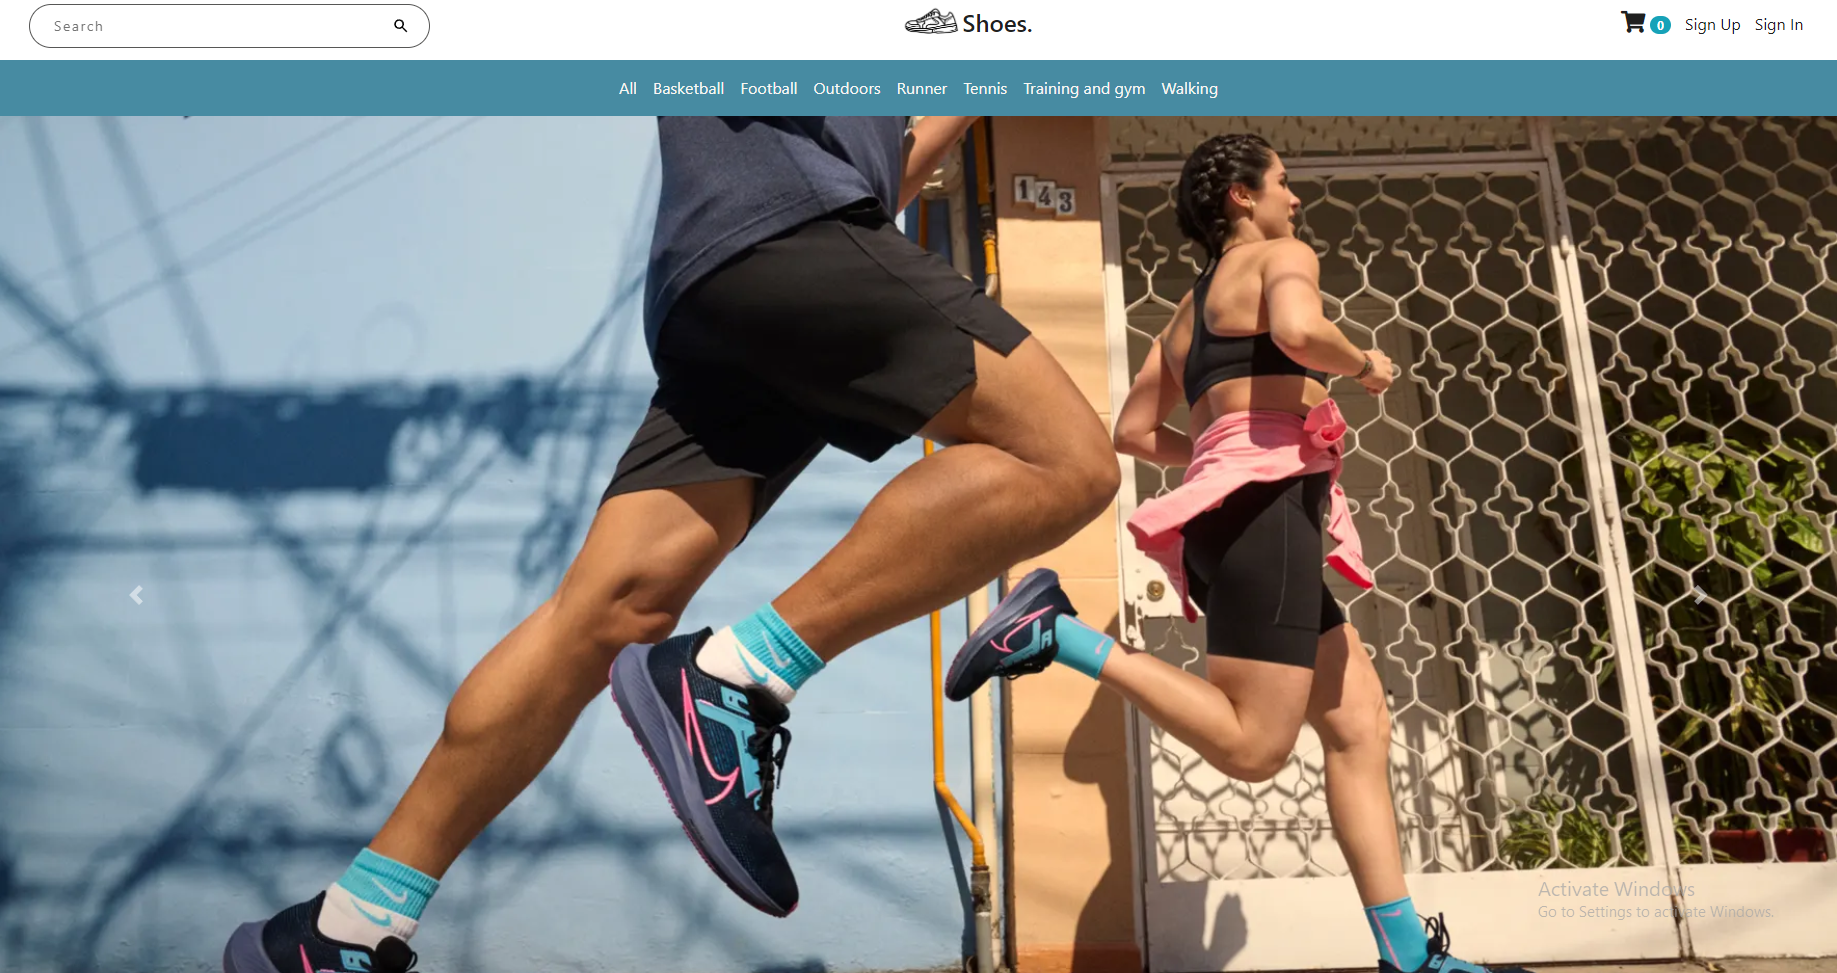 Search
Shoes.
0
Sign Up
Sign In
All
Basketball
Football
Outdoors
Runner
Tennis
Training and gym
Walking
143
Activate Windows
Go to Settings to activate Windows.